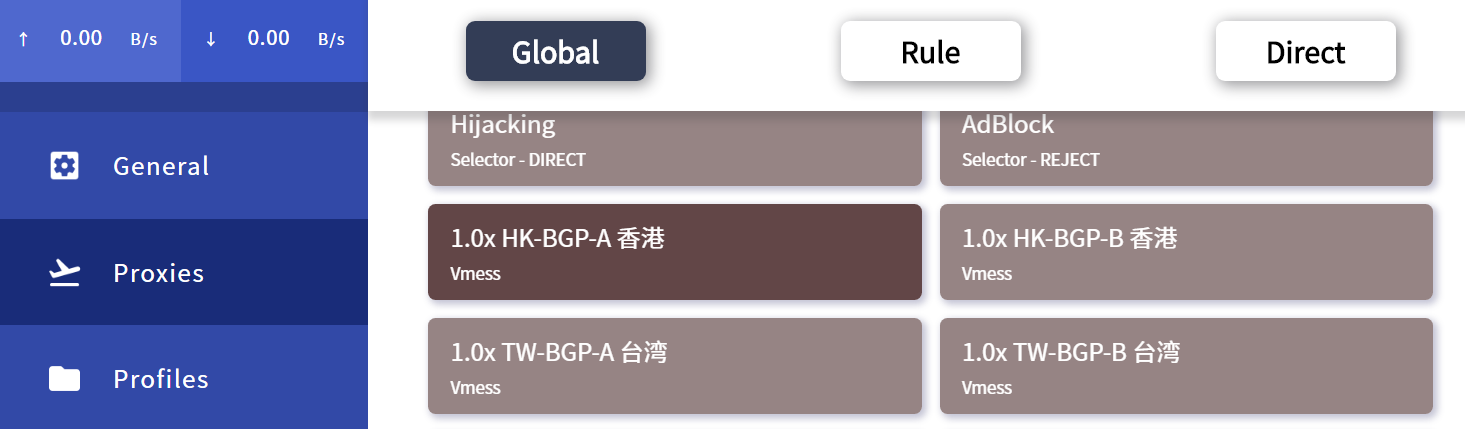 ↑ 0.00 B/s ↓ 0.00 B/s
Global Rule Direct
General
Proxies
Profiles
Hijacking
Selector - DIRECT
AdBlock
Selector - REJECT
1.0x HK-BGP-A 香港
Vmess
1.0x HK-BGP-B 香港
Vmess
1.0x TW-BGP-A 台湾
Vmess
1.0x TW-BGP-B 台湾
Vmess